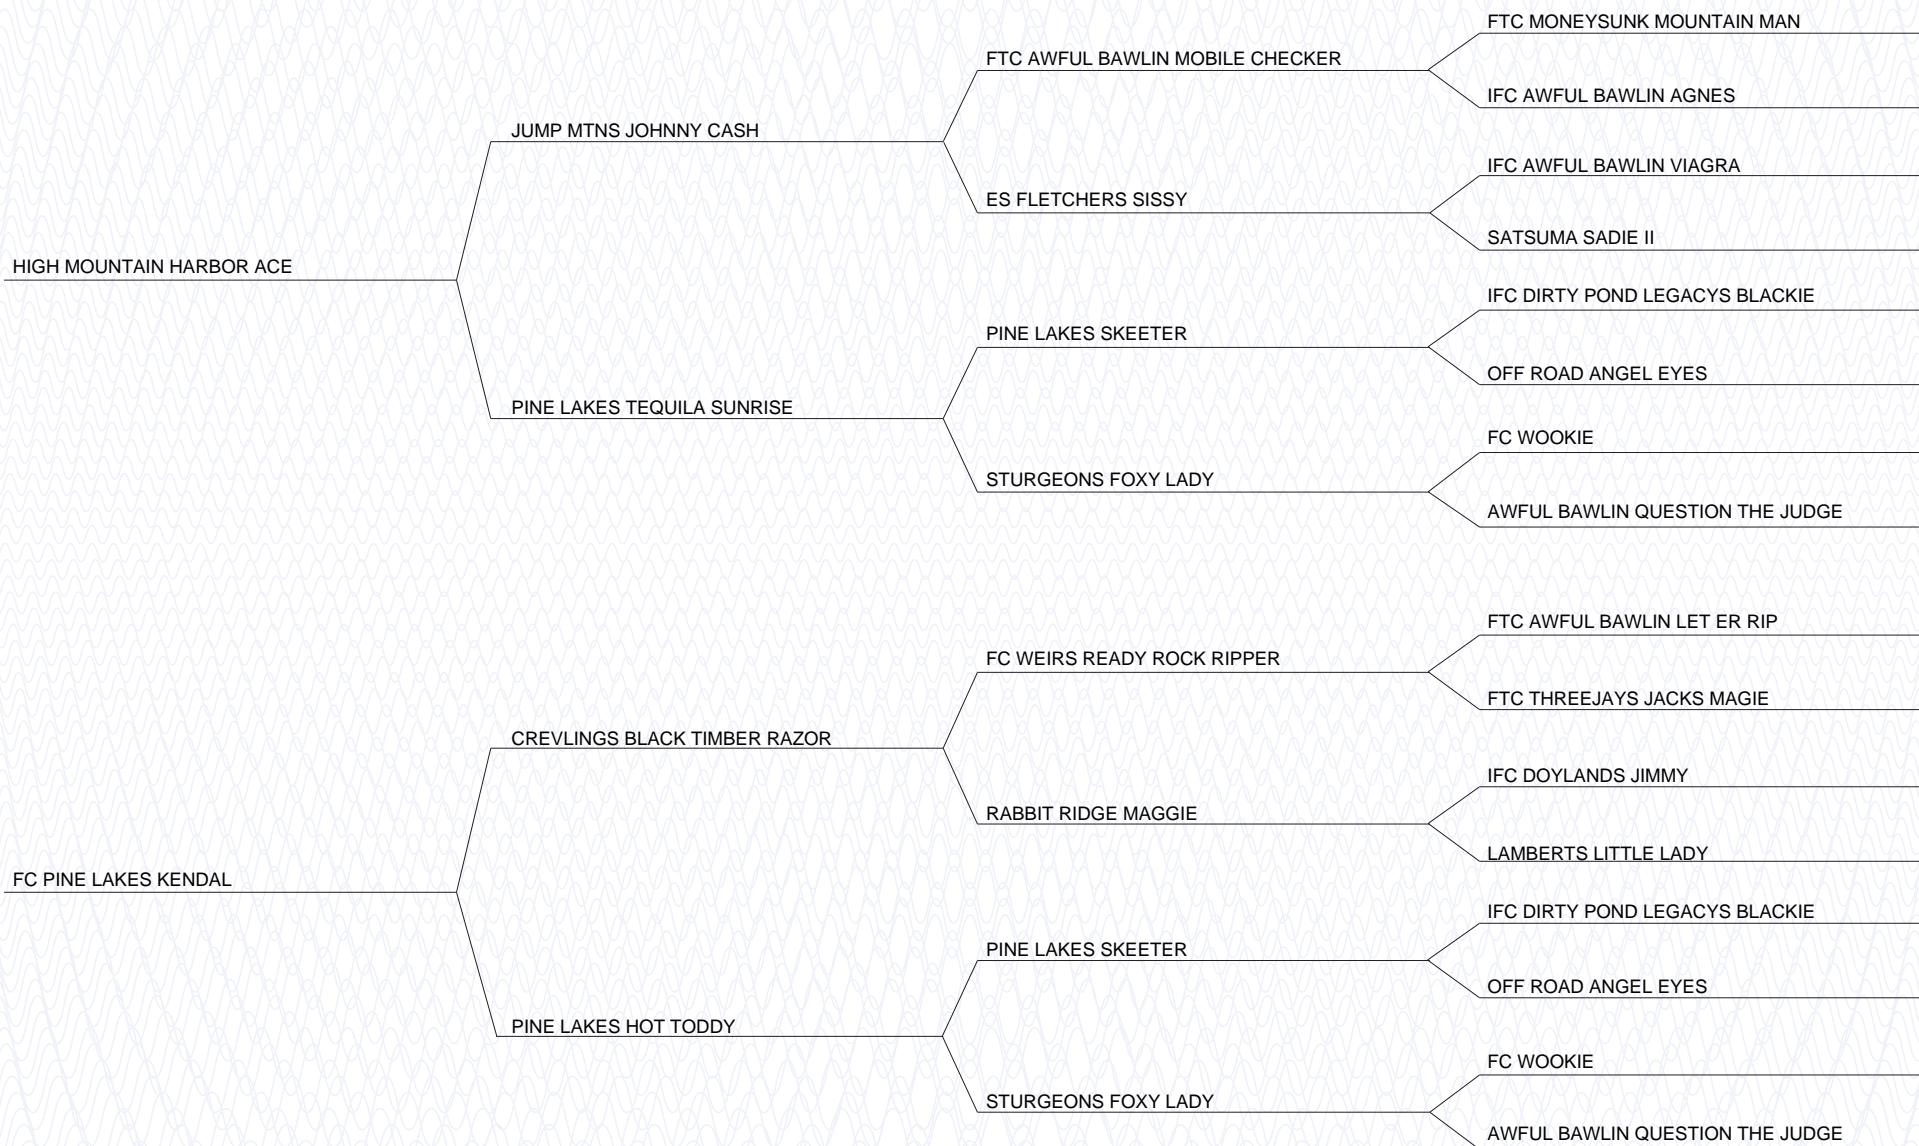 FTC MONEYSUNK MOUNTAIN MAN
FTC AWFUL BAWLIN MOBILE CHECKER
IFC AWFUL BAWLIN AGNES
JUMP MTNS JOHNNY CASH
IFC AWFUL BAWLIN VIAGRA
ES FLETCHERS SISSY
SATSUMA SADIE II
HIGH MOUNTAIN HARBOR ACE
IFC DIRTY POND LEGACYS BLACKIE
PINE LAKES SKEETER
OFF ROAD ANGEL EYES
PINE LAKES TEQUILA SUNRISE
FC WOOKIE
STURGEONS FOXY LADY
AWFUL BAWLIN QUESTION THE JUDGE
FTC AWFUL BAWLIN LET ER RIP
FC WEIRS READY ROCK RIPPER
FTC THREEJAYS JACKS MAGIE
CREVLINGS BLACK TIMBER RAZOR
IFC DOYLANDS JIMMY
RABBIT RIDGE MAGGIE
LAMBERTS LITTLE LADY
FC PINE LAKES KENDAL
IFC DIRTY POND LEGACYS BLACKIE
PINE LAKES SKEETER
OFF ROAD ANGEL EYES
PINE LAKES HOT TODDY
FC WOOKIE
STURGEONS FOXY LADY
AWFUL BAWLIN QUESTION THE JUDGE